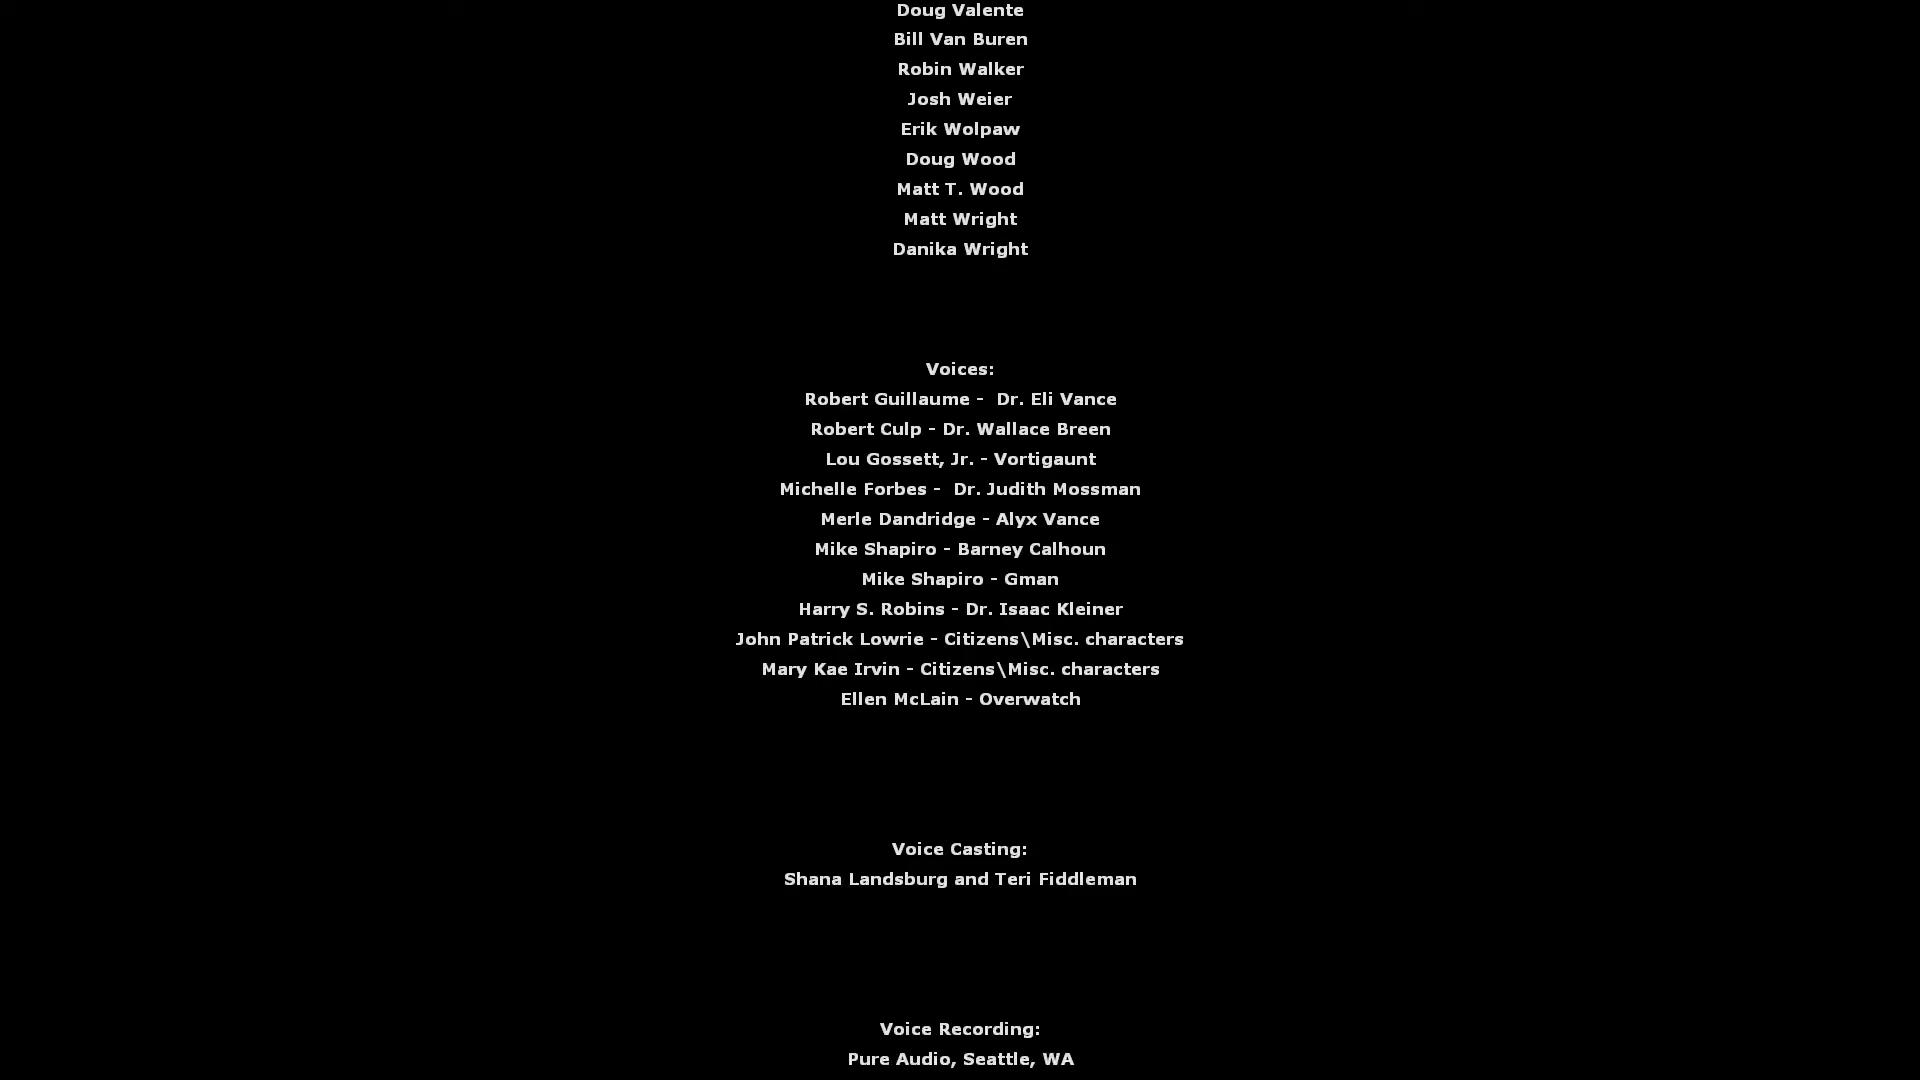 Doug Valente
Bill Van Buren
Robin Walker
Josh Weier
Erik Wolpaw
Doug Wood
Matt T. Wood
Matt Wright
Danika Wright
Voices:
Robert Guillaume -  Dr. Eli Vance
Robert Culp - Dr. Wallace Breen
Lou Gossett, Jr. - Vortigaunt
Michelle Forbes -  Dr. Judith Mossman
Merle Dandridge - Alyx Vance
Mike Shapiro - Barney Calhoun
Mike Shapiro - Gman
Harry S. Robins - Dr. Isaac Kleiner
John Patrick Lowrie - Citizens\Misc. characters
Mary Kae Irvin - Citizens\Misc. characters
Ellen McLain - Overwatch
Voice Casting:
Shana Landsburg and Teri Fiddleman
Voice Recording:
Pure Audio, Seattle, WA